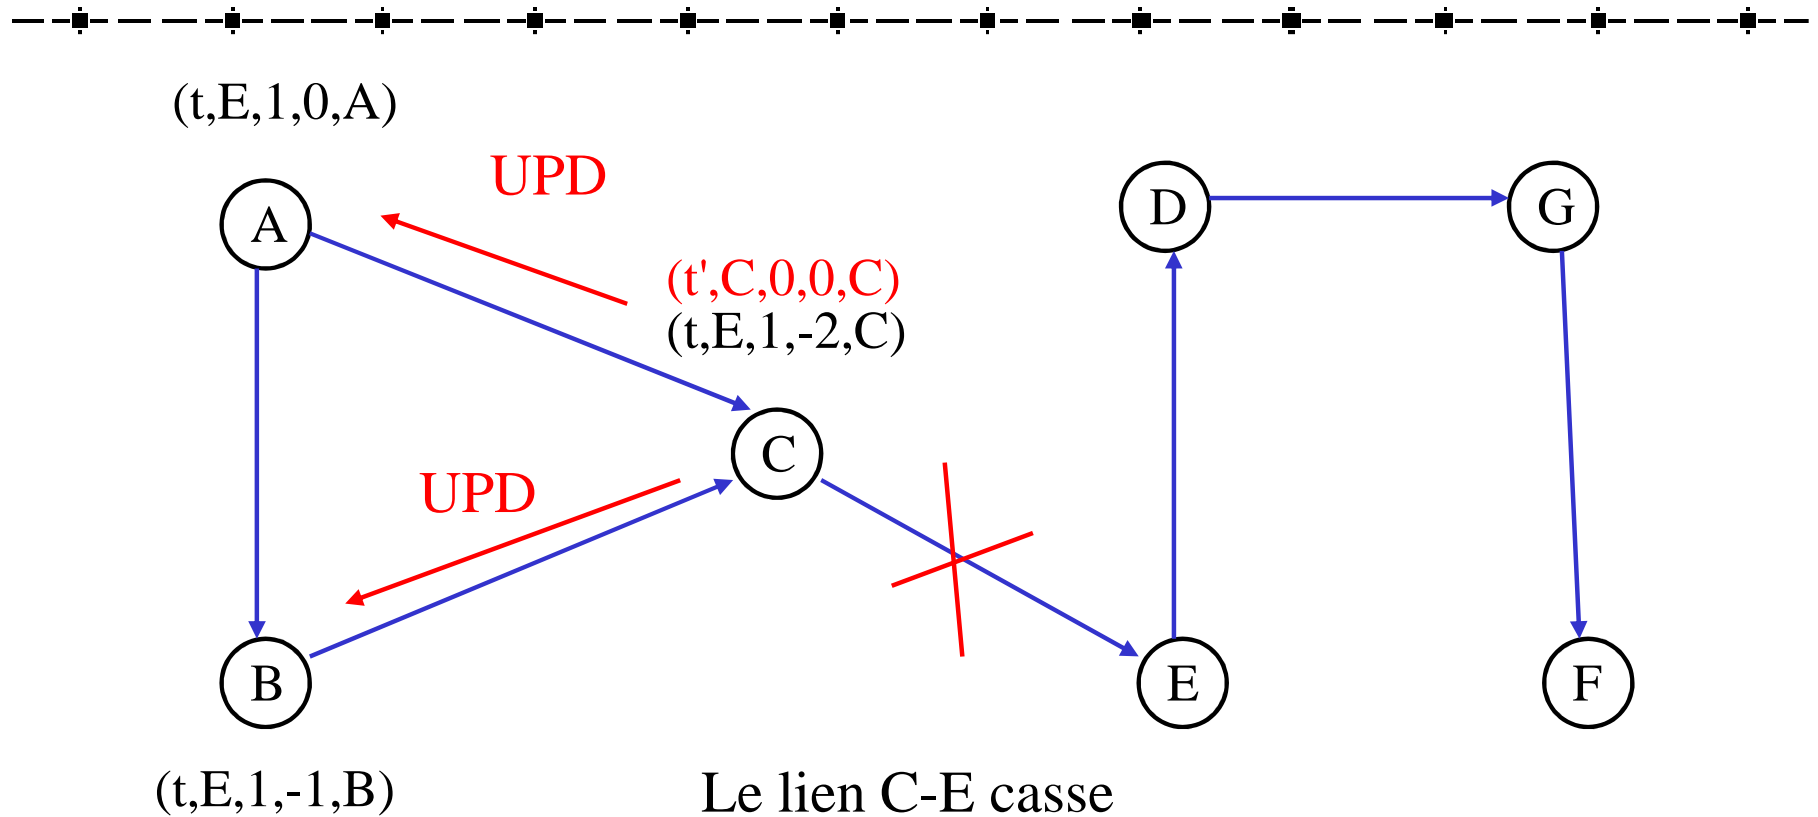 (t,E,1,0,A)
UPD
A
D
G
(t',C,0,0,C)
(t,E,1,-2,C)
C
UPD
B
E
F
(t,E,1,-1,B)
Le lien C-E casse